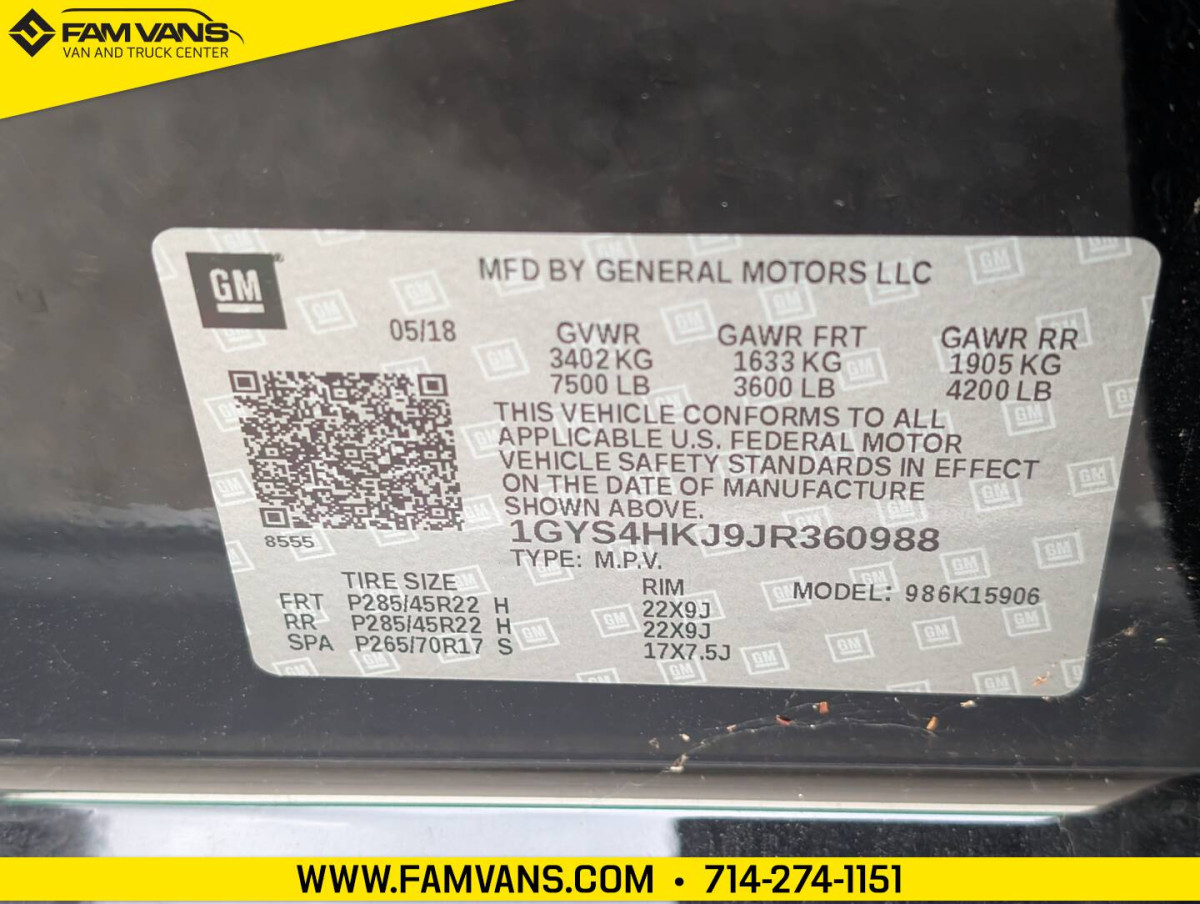 FAM VANS
VAN AND TRUCK CENTER
GM
MFD BY GENERAL MOTORS LLC
05/18
GVWR GAWR FRT GAWR RR
3402 KG 1633 KG 1905 KG
7500 LB 3600 LB 4200 LB
THIS VEHICLE CONFORMS TO ALL
APPLICABLE U.S. FEDERAL MOTOR
VEHICLE SAFETY STANDARDS IN EFFECT
ON THE DATE OF MANUFACTURE
SHOWN ABOVE.
8555
1GYS4HKJ9JR360988
TYPE: M.P.V.
TIRE SIZE RIM MODEL: 986K15906
FRT P285/45R22 H 22X9J
RR P285/45R22 H 22X9J
SPA P265/70R17 S 17X7.5J
WWW.FAMVANS.COM • 714-274-1151